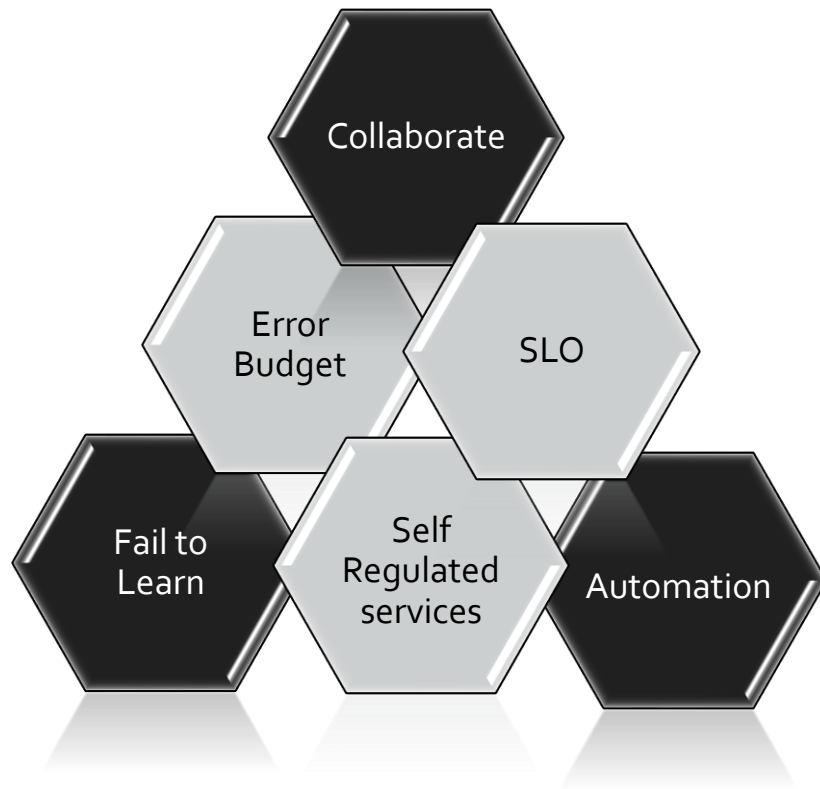 Collaborate
Error
Budget
SLO
Fail to
Learn
Self
Regulated
services
Automation